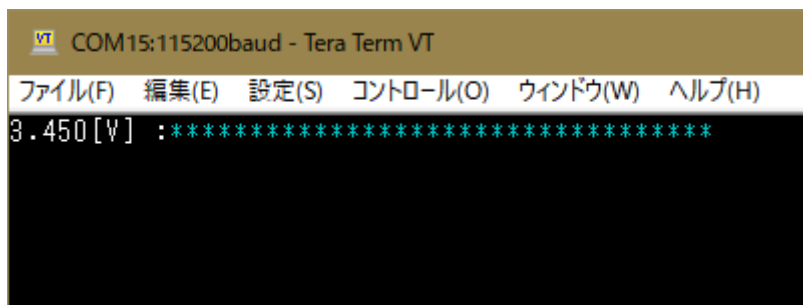 COM15:115200baud - Tera Term VT
ファイル(F) 編集(E) 設定(S) コントロール(O) ウィンドウ(W) ヘルプ(H)
3.450[V] :**********************************